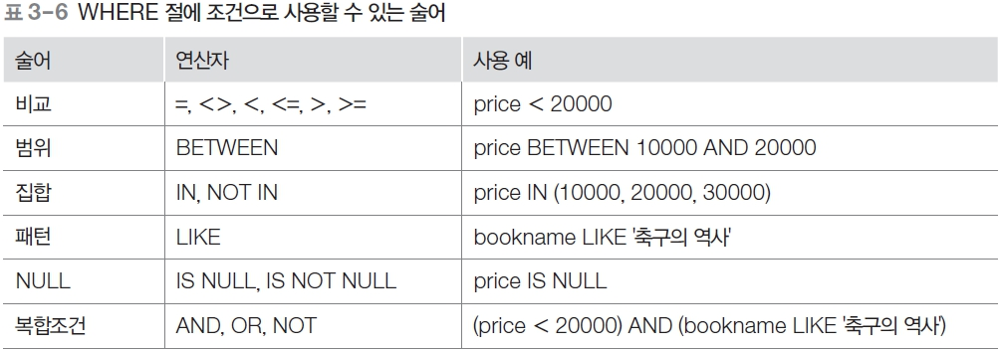 표 3-6 WHERE 절에 조건으로 사용할 수 있는 술어
술어 연산자 사용 예
비교 =, <>, <, <=, >, >= price < 20000
범위 BETWEEN price BETWEEN 10000 AND 20000
집합 IN, NOT IN price IN (10000, 20000, 30000)
패턴 LIKE bookname LIKE '축구의 역사'
NULL IS NULL, IS NOT NULL price IS NULL
복합조건 AND, OR, NOT (price < 20000) AND (bookname LIKE '축구의 역사')